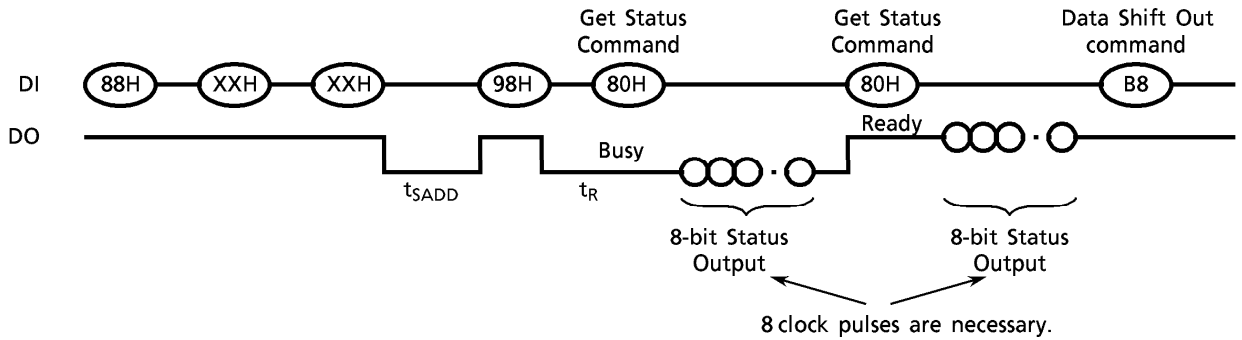 Get Status
Command
Get Status
Command
Data Shift Out
command
DI
88H
XXH
XXH
98H
80H
80H
B8
DO
Busy
Ready
tSADD
tR
8-bit Status
Output
8-bit Status
Output
8 clock pulses are necessary.